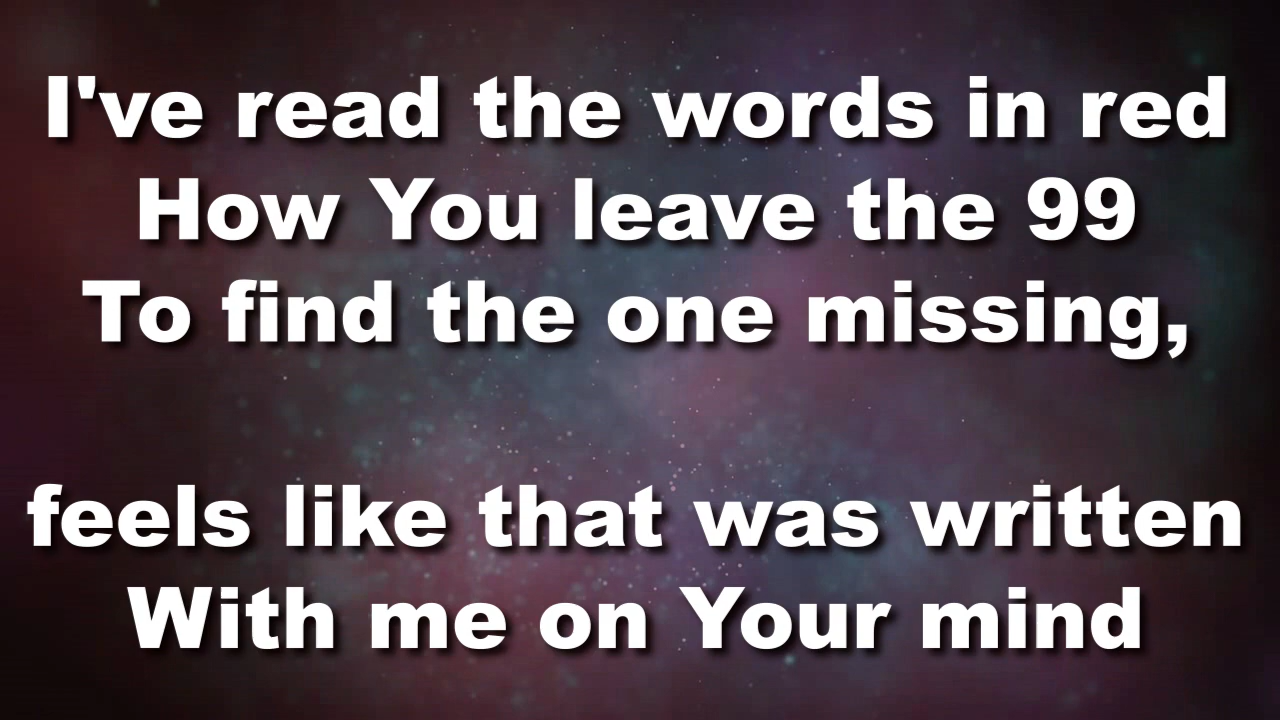 I've read the words in red
How You leave the 99
To find the one missing,
feels like that was written
With me on Your mind